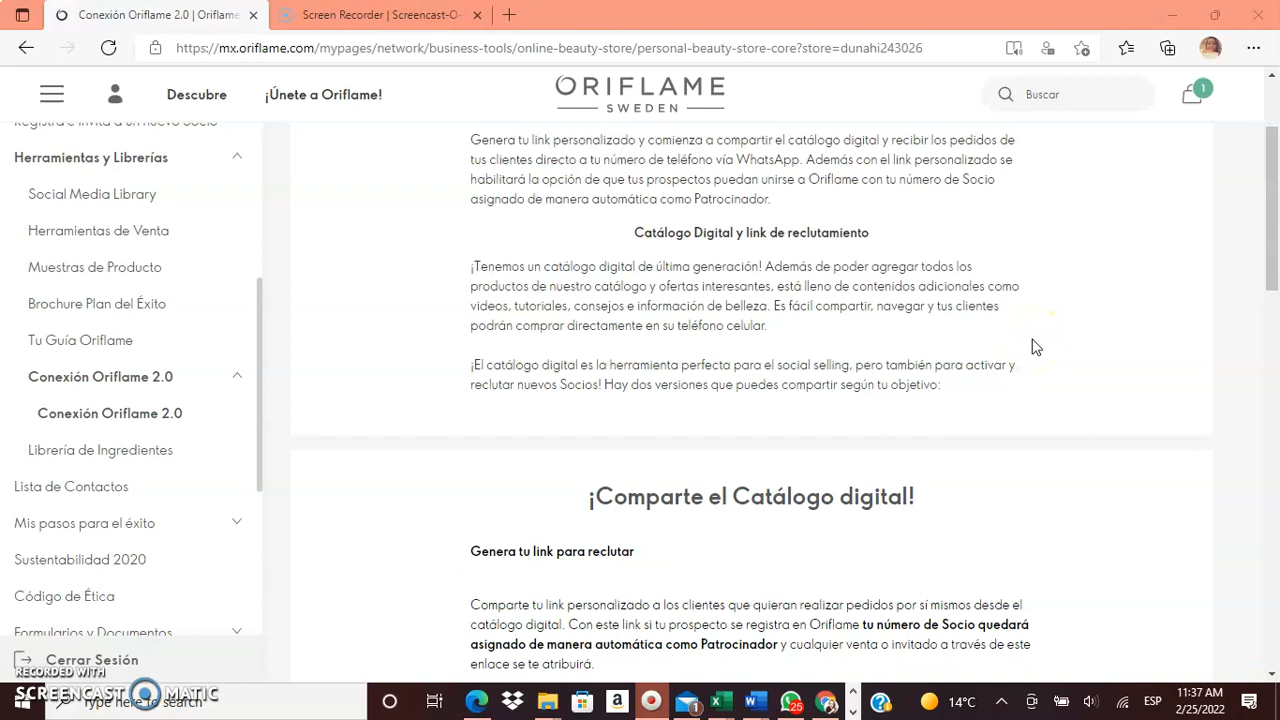 Conexión Oriflame 2.0 | Oriflame
Screen Recorder | Screencast-O-
https://mx.oriflame.com/mypages/network/business-tools/online-beauty-store/personal-beauty-store-core?store=dunahi243026
Descubre
¡Únete a Oriflame!
ORIFLAME
SWEDEN
Buscar
1
Registra e invita a un nuevo Socio
Herramientas y Librerías
Social Media Library
Herramientas de Venta
Muestras de Producto
Brochure Plan del Éxito
Tu Guía Oriflame
Conexión Oriflame 2.0
Conexión Oriflame 2.0
Librería de Ingredientes
Lista de Contactos
Mis pasos para el éxito
Sustentabilidad 2020
Código de Ética
Formularios y Documentos
Cerrar Sesión
Genera tu link personalizado y comienza a compartir el catálogo digital y recibir los pedidos de
tus clientes directo a tu número de teléfono vía WhatsApp. Además con el link personalizado se
habilitará la opción de que tus prospectos puedan unirse a Oriflame con tu número de Socio
asignado de manera automática como Patrocinador.
Catálogo Digital y link de reclutamiento
¡Tenemos un catálogo digital de última generación! Además de poder agregar todos los
productos de nuestro catálogo y ofertas interesantes, está lleno de contenidos adicionales como
videos, tutoriales, consejos e información de belleza. Es fácil compartir, navegar y tus clientes
podrán comprar directamente en su teléfono celular.
¡El catálogo digital es la herramienta perfecta para el social selling, pero también para activar y
reclutar nuevos Socios! Hay dos versiones que puedes compartir según tu objetivo:
¡Comparte el Catálogo digital!
Genera tu link para reclutar
Comparte tu link personalizado a los clientes que quieran realizar pedidos por sí mismos desde el
catálogo digital. Con este link si tu prospecto se registra en Oriflame tu número de Socio quedará
asignado de manera automática como Patrocinador y cualquier venta o invitado a través de este
enlace se te atribuirá.
RECORDED WITH
SCREENCAST MATIC
Type here to search
1
25
14°C
ESP
11:37 AM
2/25/2022